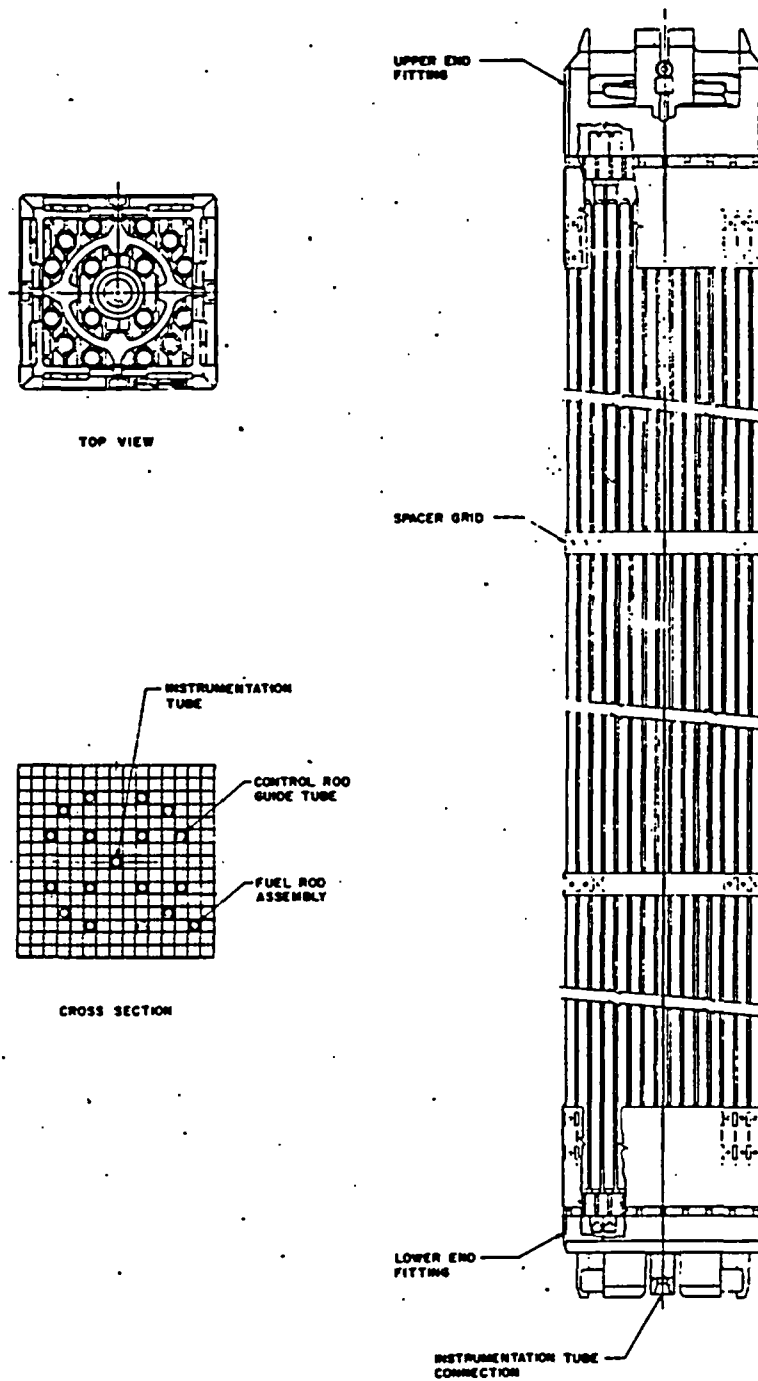 UPPER END
FITTING
TOP VIEW
SPACER GRID
INSTRUMENTATION
TUBE
CONTROL ROD
GUIDE TUBE
FUEL ROD
ASSEMBLY
CROSS SECTION
LOWER END
FITTING
INSTRUMENTATION TUBE
CONNECTION